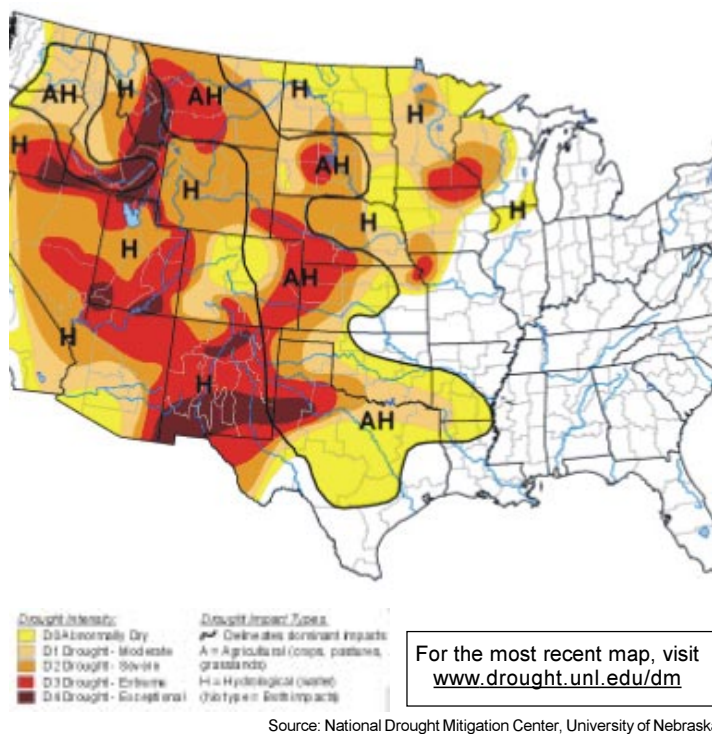 AH
H
AH
H
H
H
H
AH
H
H
H
AH
H
H
AH
Drought Intensity:
D0 Abnormally Dry
D1 Drought - Moderate
D2 Drought - Severe
D3 Drought - Extreme
D4 Drought - Exceptional
Drought Impact Types:
Delineates dominant impacts
A = Agricultural (crops, pastures,
grasslands)
H = Hydrological (water)
(No type = Both impacts)
For the most recent map, visit
www.drought.unl.edu/dm
Source: National Drought Mitigation Center, University of Nebraska